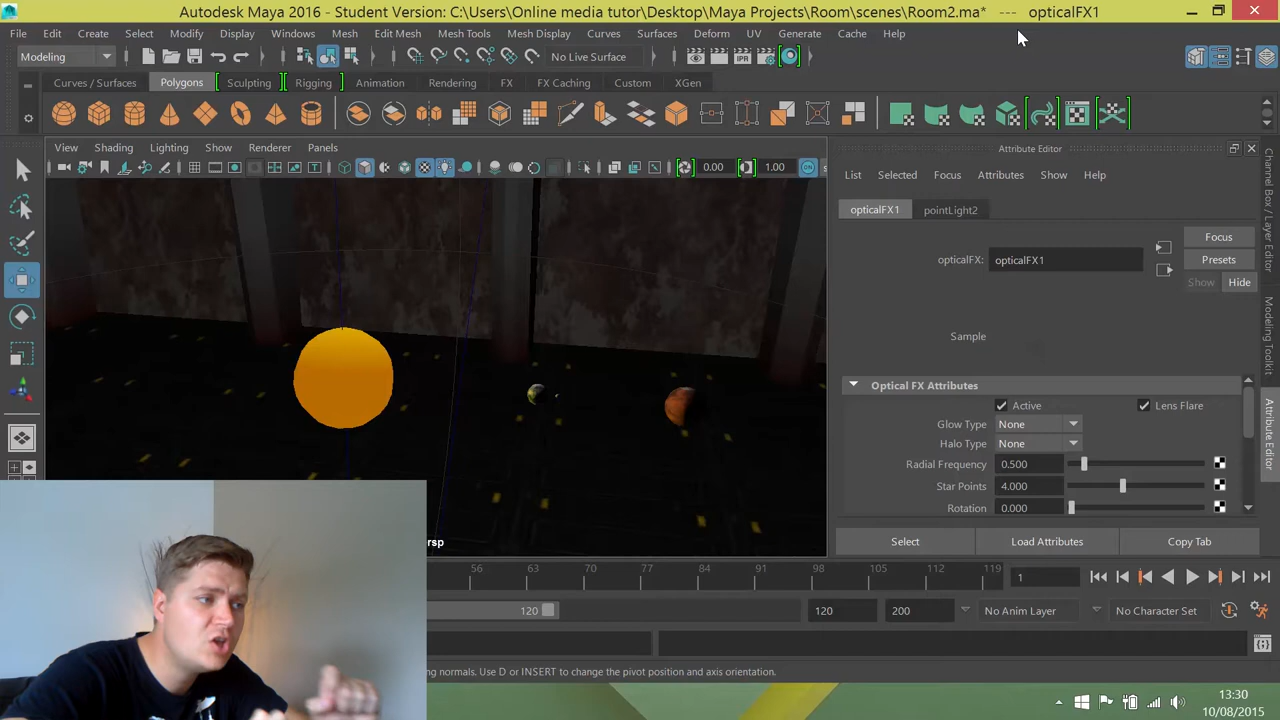 Autodesk Maya 2016 - Student Version: C:\Users\Online media tutor\Desktop\Maya Projects\Room\scenes\Room2.ma* --- opticalFX1
File Edit Create Select Modify Display Windows Mesh Edit Mesh Mesh Tools Mesh Display Curves Surfaces Deform UV Generate Cache Help
Modeling No Live Surface IPR
Curves / Surfaces Polygons Sculpting Rigging Animation Rendering FX FX Caching Custom XGen
View Shading Lighting Show Renderer Panels
0.00 1.00
Attribute Editor
List Selected Focus Attributes Show Help
opticalFX1 pointLight2
Focus
opticalFX: opticalFX1 Presets
Show Hide
Sample
Optical FX Attributes
Active Lens Flare
Glow Type None
Halo Type None
Radial Frequency 0.500
Star Points 4.000
Rotation 0.000
Select Load Attributes Copy Tab
Channel Box / Layer Editor
Modeling Toolkit
Attribute Editor
ersp
56 63 70 77 84 91 98 105 112 119 1
120 120 200 No Anim Layer No Character Set
ng normals. Use D or INSERT to change the pivot position and axis orientation.
13:30
10/08/2015